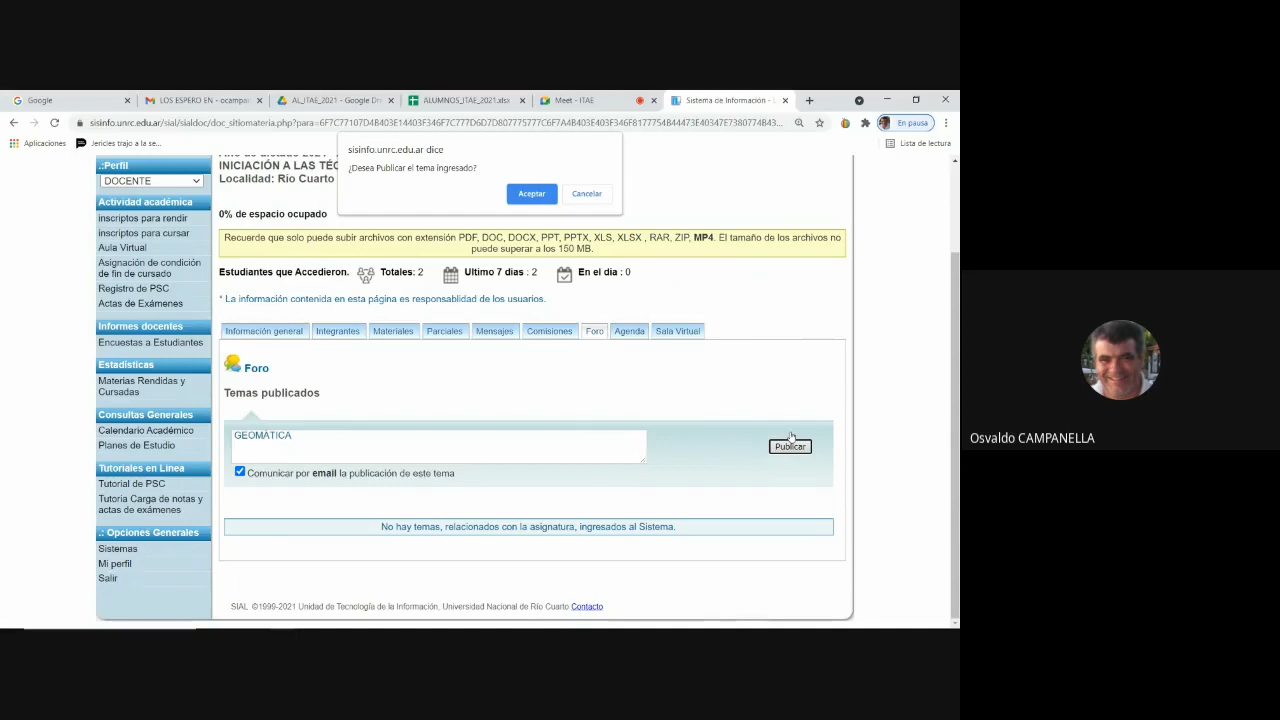 Google
LOS ESPERO EN - ocampan
AL_ITAE_2021 - Google Dr
ALUMNOS_ITAE_2021.xlsx
Meet - ITAE
Sistema de Información - L
sisinfo.unrc.edu.ar/sial/sialdoc/doc_sitiomateria.php?para=
En pausa
Aplicaciones
Jericles trajo a la se...
Lista de lectura
sisinfo.unrc.edu.ar dice
¿Desea Publicar el tema ingresado?
Aceptar
Cancelar
.:Perfil
DOCENTE
Actividad académica
inscriptos para rendir
inscriptos para cursar
Aula Virtual
Asignación de condición
de fin de cursado
Registro de PSC
Actas de Exámenes
Informes docentes
Encuestas a Estudiantes
Estadísticas
Materias Rendidas y
Cursadas
Consultas Generales
Calendario Académico
Planes de Estudio
Tutoriales en Línea
Tutorial de PSC
Tutoria Carga de notas y
actas de exámenes
.: Opciones Generales
Sistemas
Mi perfil
Salir
INICIACIÓN A LAS TÉC
Localidad: Río Cuarto
0% de espacio ocupado
Recuerde que solo puede subir archivos con extensión PDF, DOC, DOCX, PPT, PPTX, XLS, XLSX , RAR, ZIP, MP4. El tamaño de los archivos no
puede superar a los 150 MB.
Estudiantes que Accedieron. Totales: 2 Ultimo 7 dias : 2 En el dia : 0
* La información contenida en esta página es responsablidad de los usuarios.
Información general Integrantes Materiales Parciales Mensajes Comisiones Foro Agenda Sala Virtual
Foro
Temas publicados
GEOMÁTICA
Publicar
Comunicar por email la publicación de este tema
No hay temas, relacionados con la asignatura, ingresados al Sistema.
SIAL ©1999-2021 Unidad de Tecnología de la Información, Universidad Nacional de Río Cuarto Contacto
Osvaldo CAMPANELLA